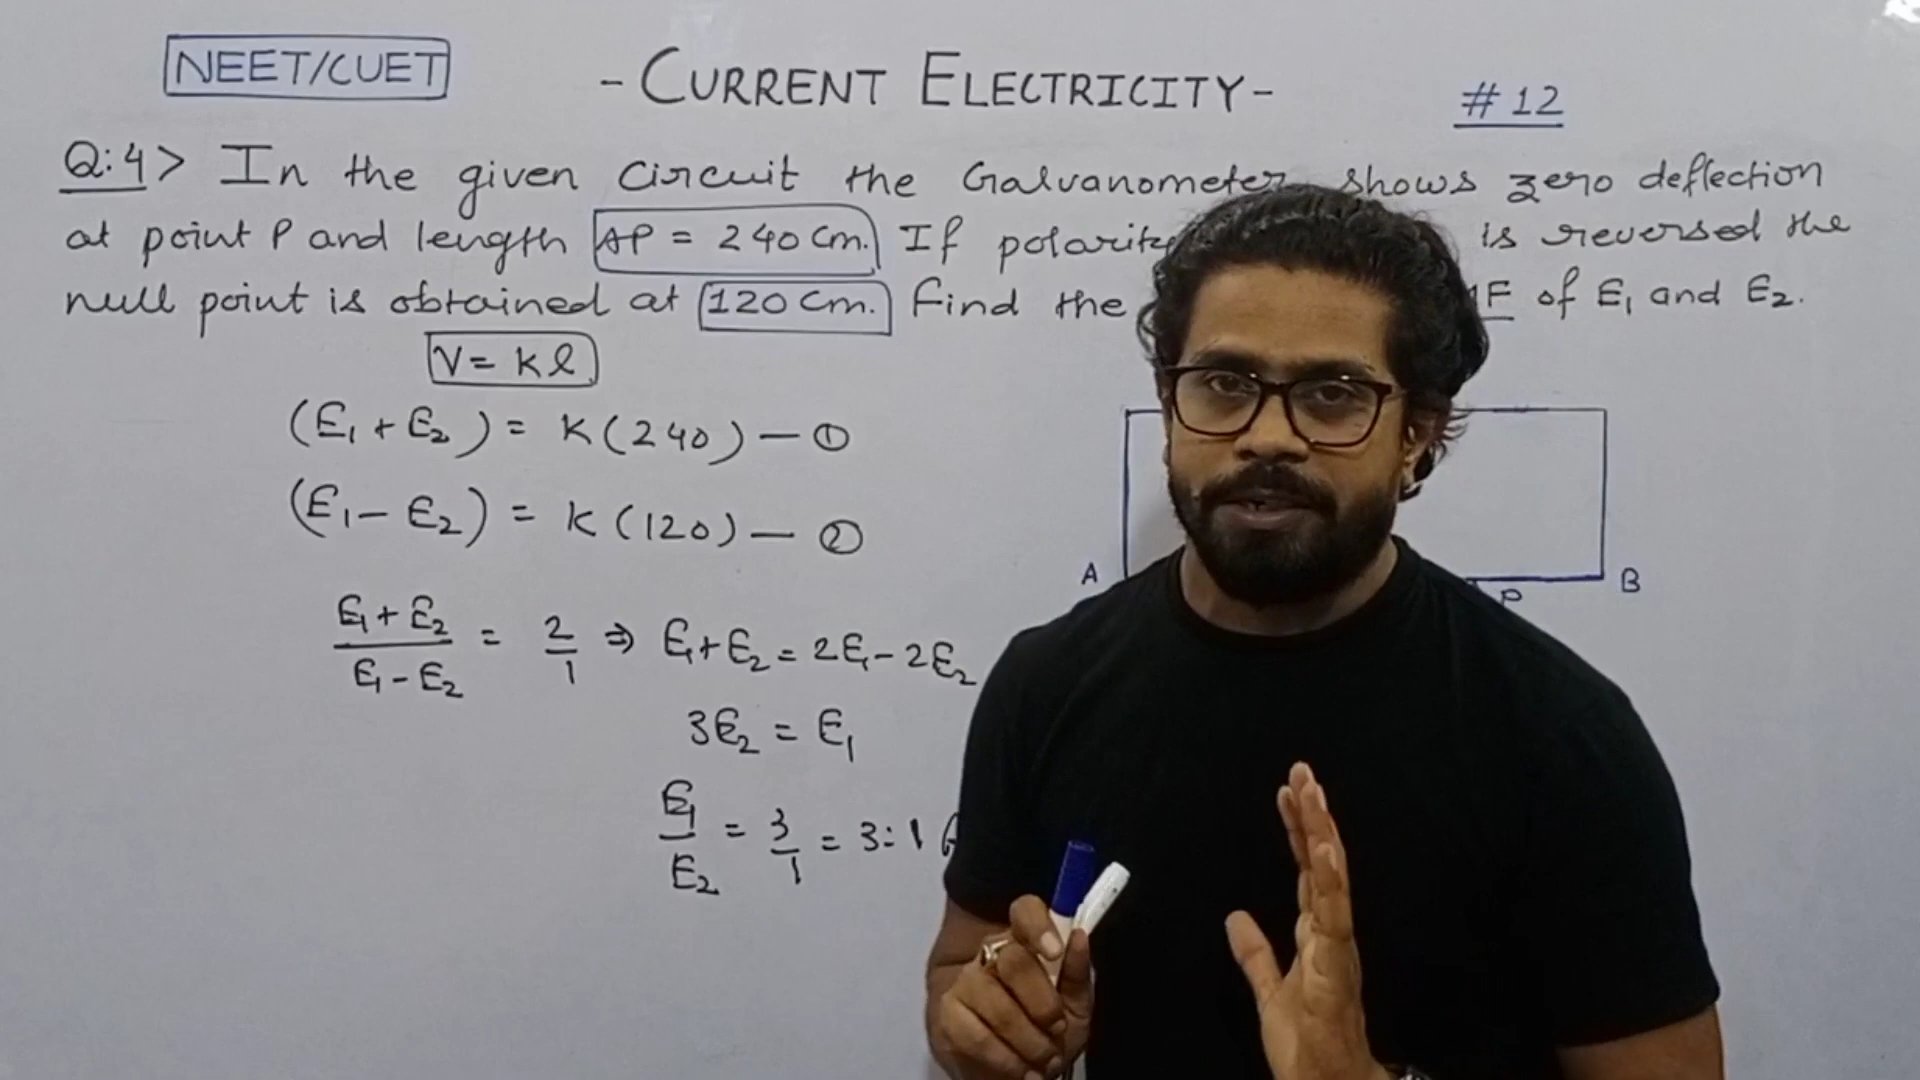 NEET/CUET
- CURRENT ELECTRICITY -
# 12
Q:4> In the given circuit the Galvanometer shows zero deflection
at point P and length AP = 240 Cm. If polarity is reversed the
null point is obtained at 120 Cm. Find the of E₁ and E₂.
V = Kl
(E₁ + E₂) = K(240) — ①
(E₁ - E₂) = K(120) — ②
E₁ + E₂ / E₁ - E₂ = 2/1 ⇒ E₁ + E₂ = 2E₁ - 2E₂
3E₂ = E₁
E₁/E₂ = 3/1 = 3:1
A
B
P